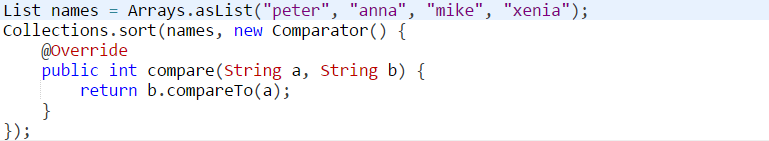 List names = Arrays.asList("peter", "anna", "mike", "xenia");
Collections.sort(names, new Comparator() {
    @Override
    public int compare(String a, String b) {
        return b.compareTo(a);
    }
});